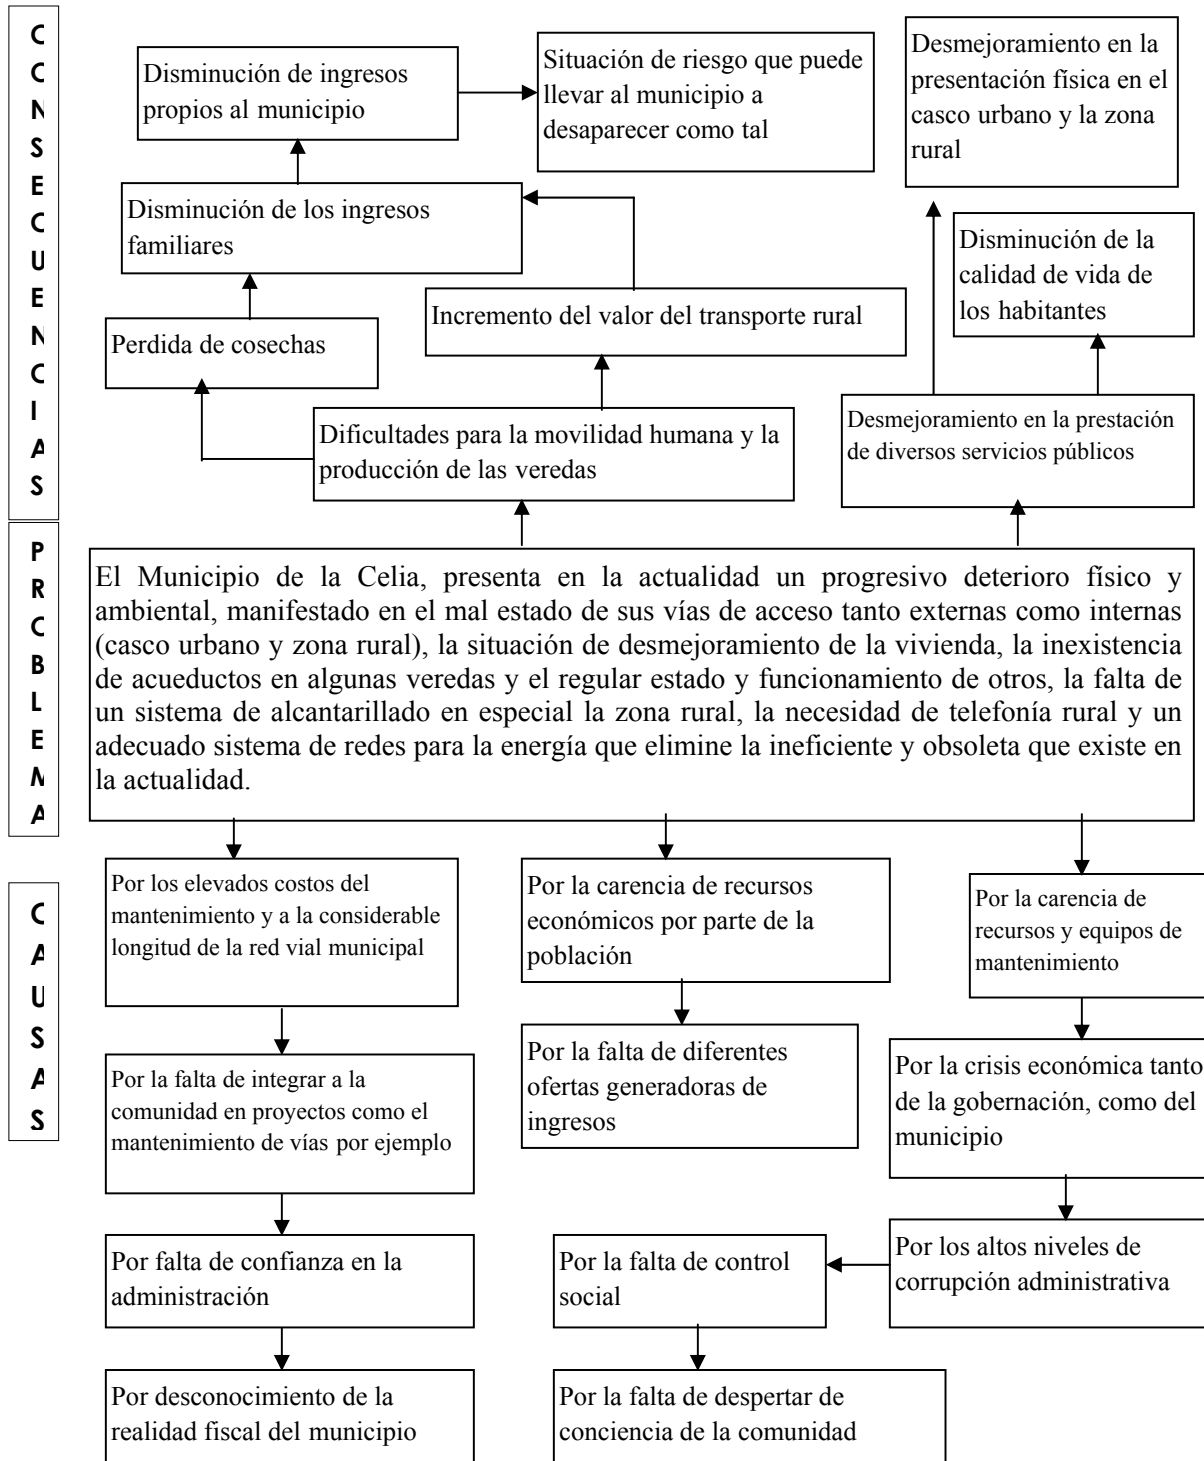 CONSECUENCIAS
Disminución de ingresos
propios al municipio
Situación de riesgo que puede
llevar al municipio a
desaparecer como tal
Desmejoramiento en la
presentación física en el
casco urbano y la zona
rural
Disminución de los ingresos
familiares
Disminución de la
calidad de vida de
los habitantes
Incremento del valor del transporte rural
Perdida de cosechas
Dificultades para la movilidad humana y la
producción de las veredas
Desmejoramiento en la prestación
de diversos servicios públicos
PROBLEMA
El Municipio de la Celia, presenta en la actualidad un progresivo deterioro físico y
ambiental, manifestado en el mal estado de sus vías de acceso tanto externas como internas
(casco urbano y zona rural), la situación de desmejoramiento de la vivienda, la inexistencia
de acueductos en algunas veredas y el regular estado y funcionamiento de otros, la falta de
un sistema de alcantarillado en especial la zona rural, la necesidad de telefonía rural y un
adecuado sistema de redes para la energía que elimine la ineficiente y obsoleta que existe en
la actualidad.
CAUSAS
Por los elevados costos del
mantenimiento y a la considerable
longitud de la red vial municipal
Por la carencia de recursos
económicos por parte de la
población
Por la carencia de
recursos y equipos de
mantenimiento
Por la falta de integrar a la
comunidad en proyectos como el
mantenimiento de vías por ejemplo
Por la falta de diferentes
ofertas generadoras de
ingresos
Por la crisis económica tanto
de la gobernación, como del
municipio
Por falta de confianza en la
administración
Por la falta de control
social
Por los altos niveles de
corrupción administrativa
Por desconocimiento de la
realidad fiscal del municipio
Por la falta de despertar de
conciencia de la comunidad